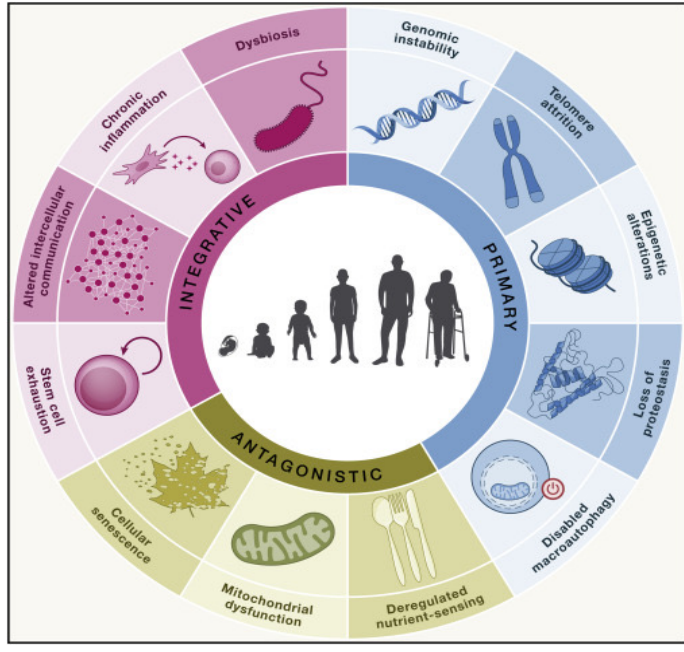 Dysbiosis
Genomic
instability
Telomere
attrition
Epigenetic
alterations
Loss of
proteostasis
Disabled
macroautophagy
Deregulated
nutrient-sensing
Mitochondrial
dysfunction
Cellular
senescence
Stem cell
exhaustion
Altered intercellular
communication
Chronic
inflammation
INTEGRATIVE
PRIMARY
ANTAGONISTIC